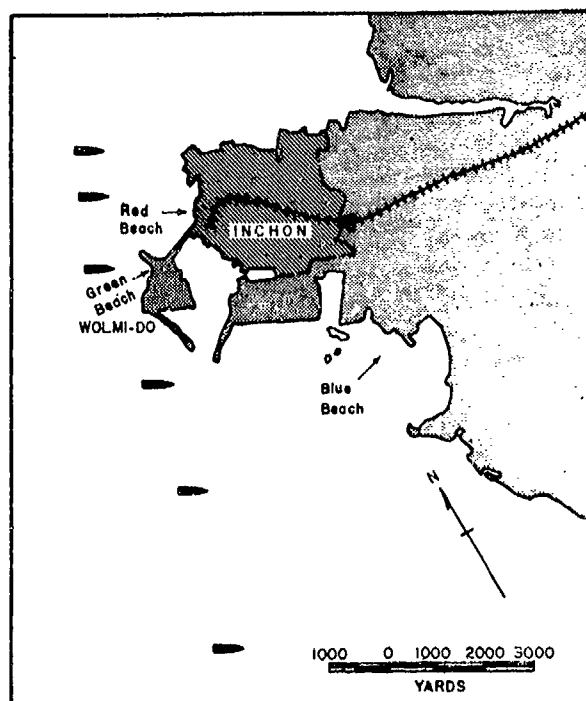 Red
Beach
INCHON
Green
Beach
WOLMI-DO
Blue
Beach
N
1000 0 1000 2000 3000
YARDS